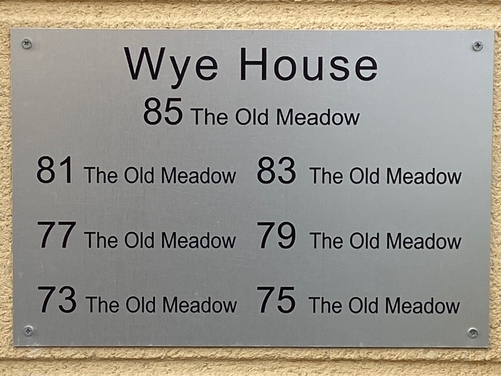 Wye House
85 The Old Meadow
81 The Old Meadow 83 The Old Meadow
77 The Old Meadow 79 The Old Meadow
73 The Old Meadow 75 The Old Meadow